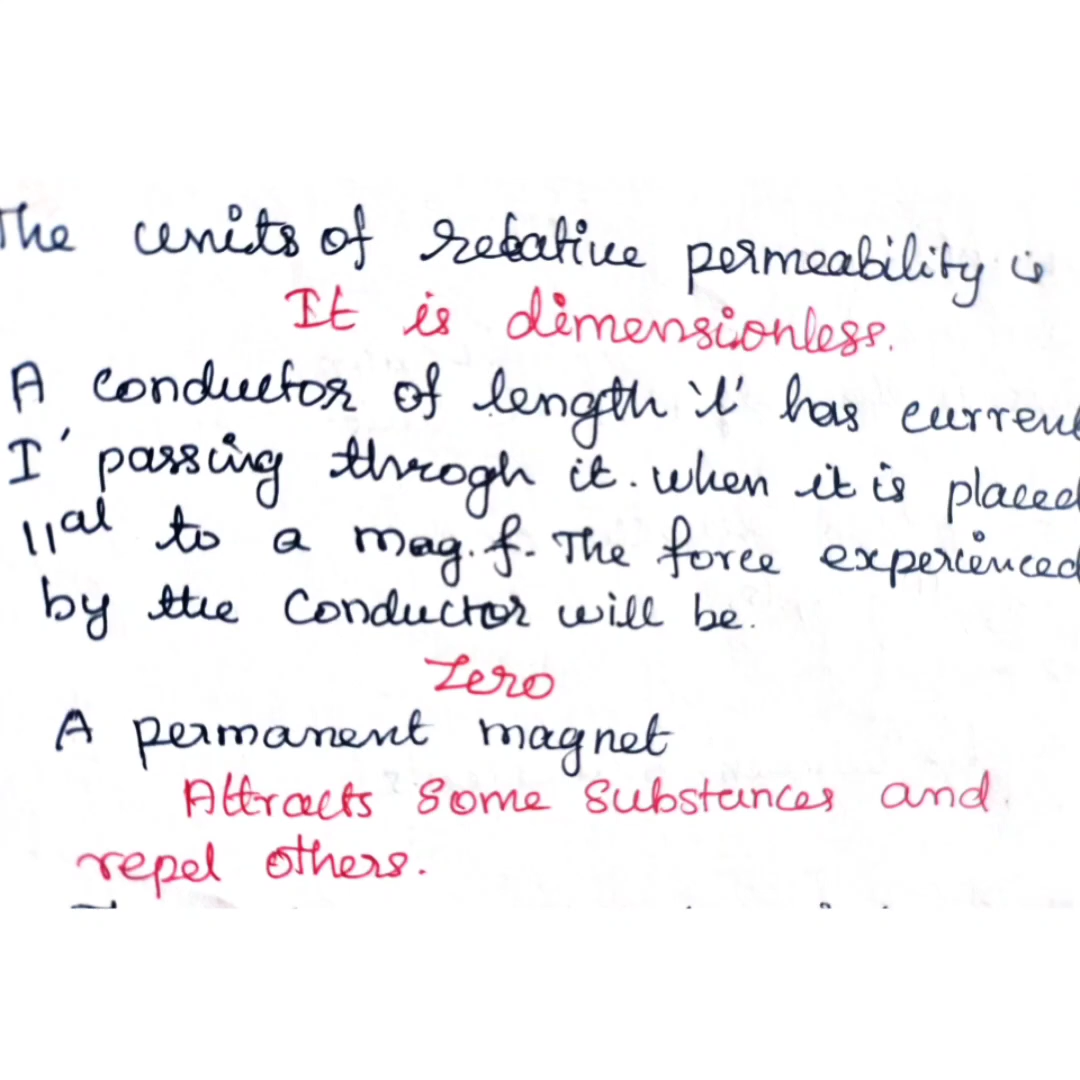 The units of relative permeability is
It is dimensionless.
A conductor of length 'l' has current
I' passing throgh it. when it is placed
||al to a mag. f. The force experienced
by the Conductor will be.
Zero
A permanent magnet
Attracts Some Substances and
repel others.